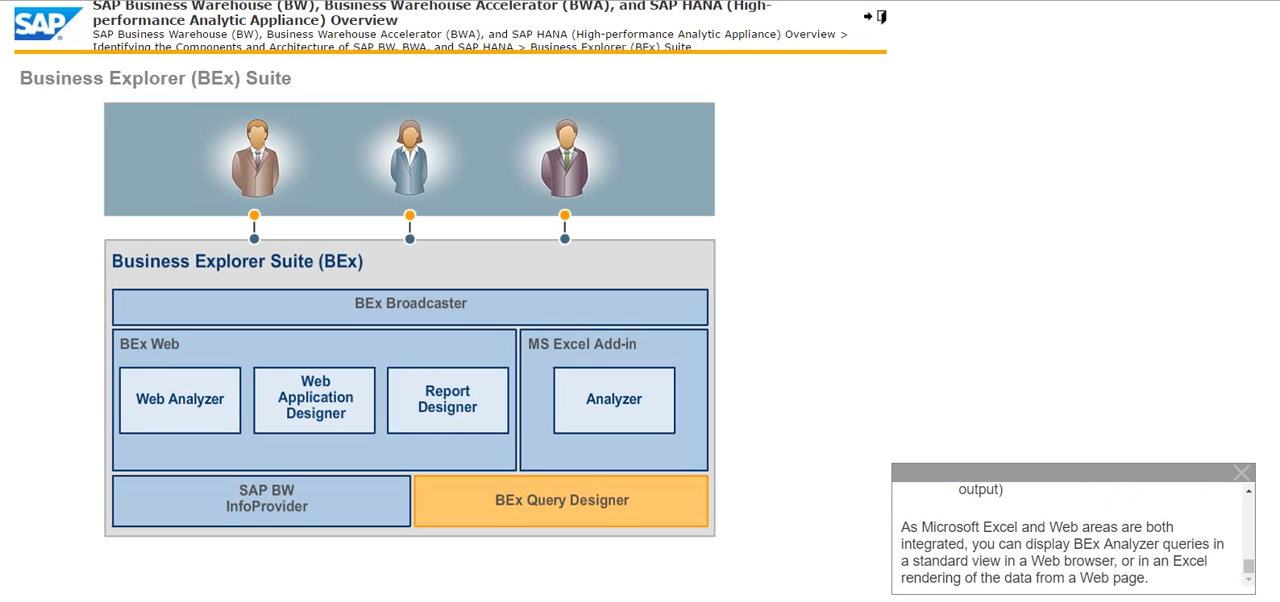 SAP Business Warehouse (BW), Business Warehouse Accelerator (BWA), and SAP HANA (High-
performance Analytic Appliance) Overview
SAP Business Warehouse (BW), Business Warehouse Accelerator (BWA), and SAP HANA (High-performance Analytic Appliance) Overview >
Identifying the Components and Architecture of SAP BW, BWA, and SAP HANA > Business Explorer (BEx) Suite
SAP
Business Explorer (BEx) Suite
Business Explorer Suite (BEx)
BEx Broadcaster
BEx Web
MS Excel Add-in
Web Analyzer
Web
Application
Designer
Report
Designer
Analyzer
SAP BW
InfoProvider
BEx Query Designer
output)
As Microsoft Excel and Web areas are both
integrated, you can display BEx Analyzer queries in
a standard view in a Web browser, or in an Excel
rendering of the data from a Web page.